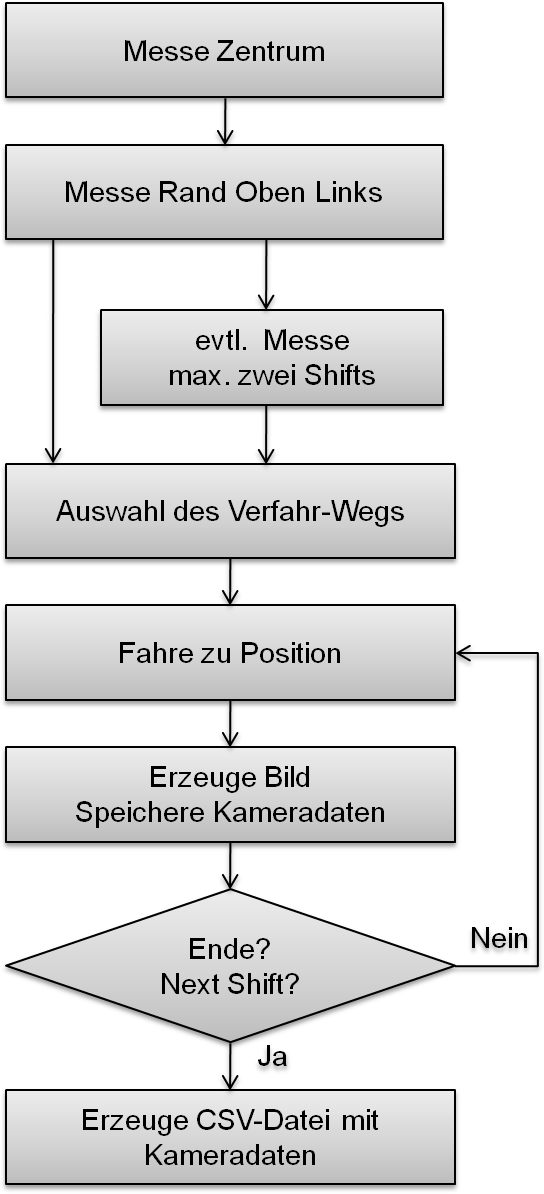 Messe Zentrum
Messe Rand Oben Links
evtl. Messe
max. zwei Shifts
Auswahl des Verfahr-Wegs
Fahre zu Position
Erzeuge Bild
Speichere Kameradaten
Ende?
Next Shift?
Nein
Ja
Erzeuge CSV-Datei mit
Kameradaten